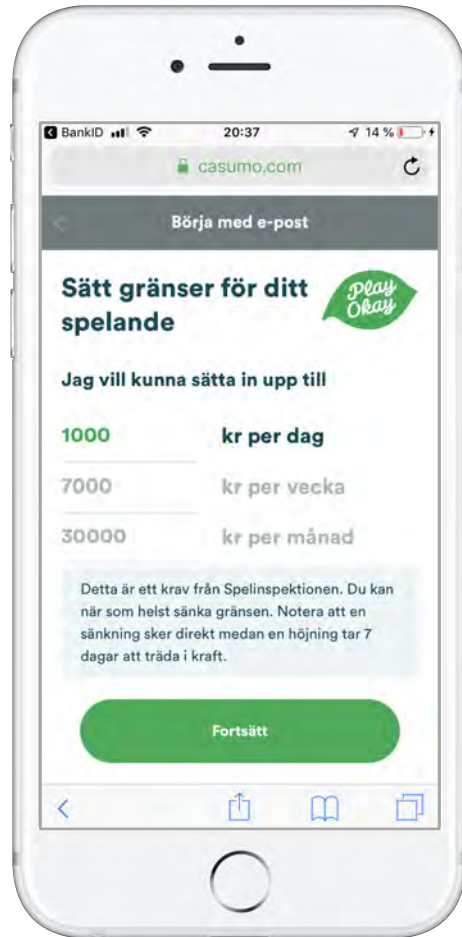 BankID 20:37 14 %
casumo.com
Börja med e-post
Sätt gränser för ditt
spelande
Play
Okay
Jag vill kunna sätta in upp till
1000 kr per dag
7000 kr per vecka
30000 kr per månad
Detta är ett krav från Spelinspektionen. Du kan
när som helst sänka gränsen. Notera att en
sänkning sker direkt medan en höjning tar 7
dagar att träda i kraft.
Fortsätt